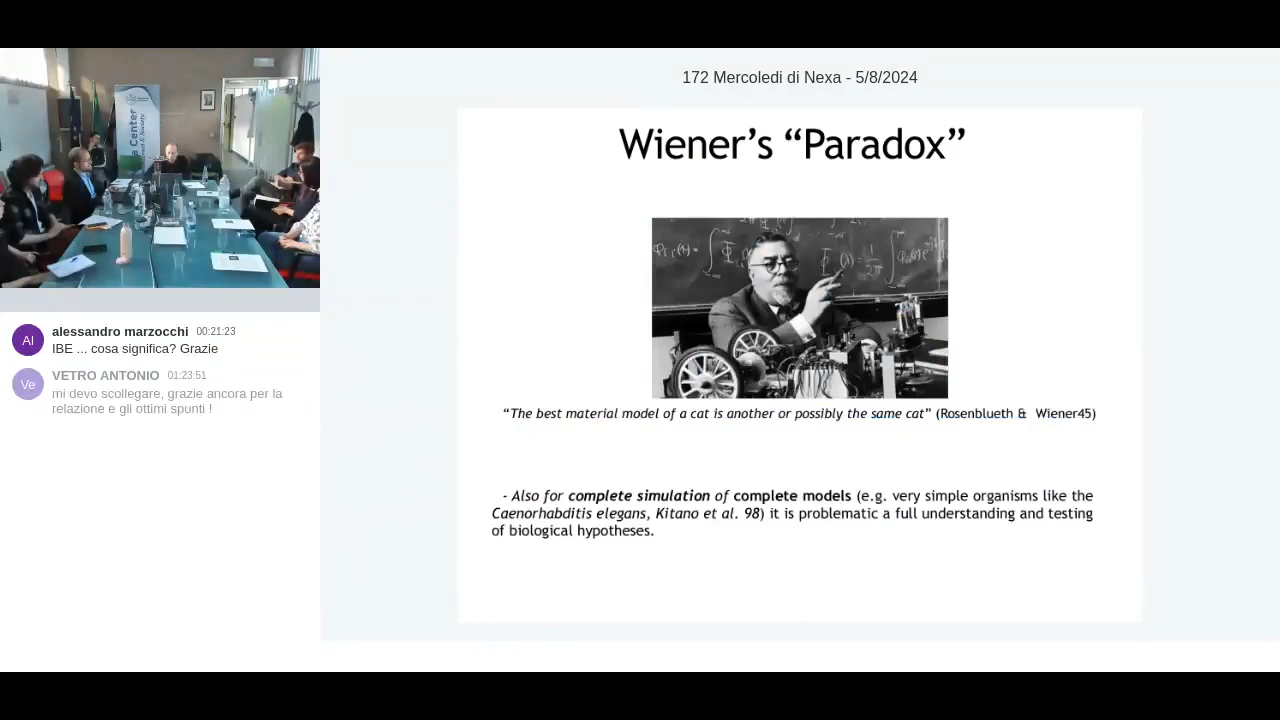 172 Mercoledi di Nexa - 5/8/2024
Wiener's “Paradox”
“The best material model of a cat is another or possibly the same cat” (Rosenblueth & Wiener45)
- Also for complete simulation of complete models (e.g. very simple organisms like the
Caenorhabditis elegans, Kitano et al. 98) it is problematic a full understanding and testing
of biological hypotheses.
a Center
Al
alessandro marzocchi 00:21:23
IBE ... cosa significa? Grazie
Ve
VETRO ANTONIO 01:23:51
mi devo scollegare, grazie ancora per la
relazione e gli ottimi spunti !